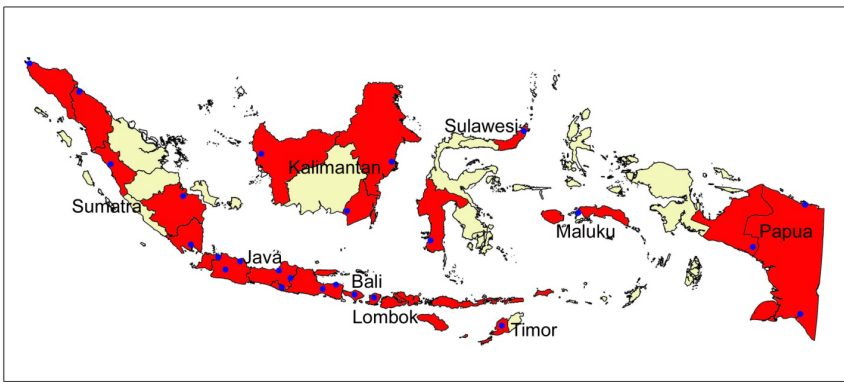 Sulawesi
Kalimantan
Sumatra
Maluku
Papua
Java
Bali
Lombok
Timor